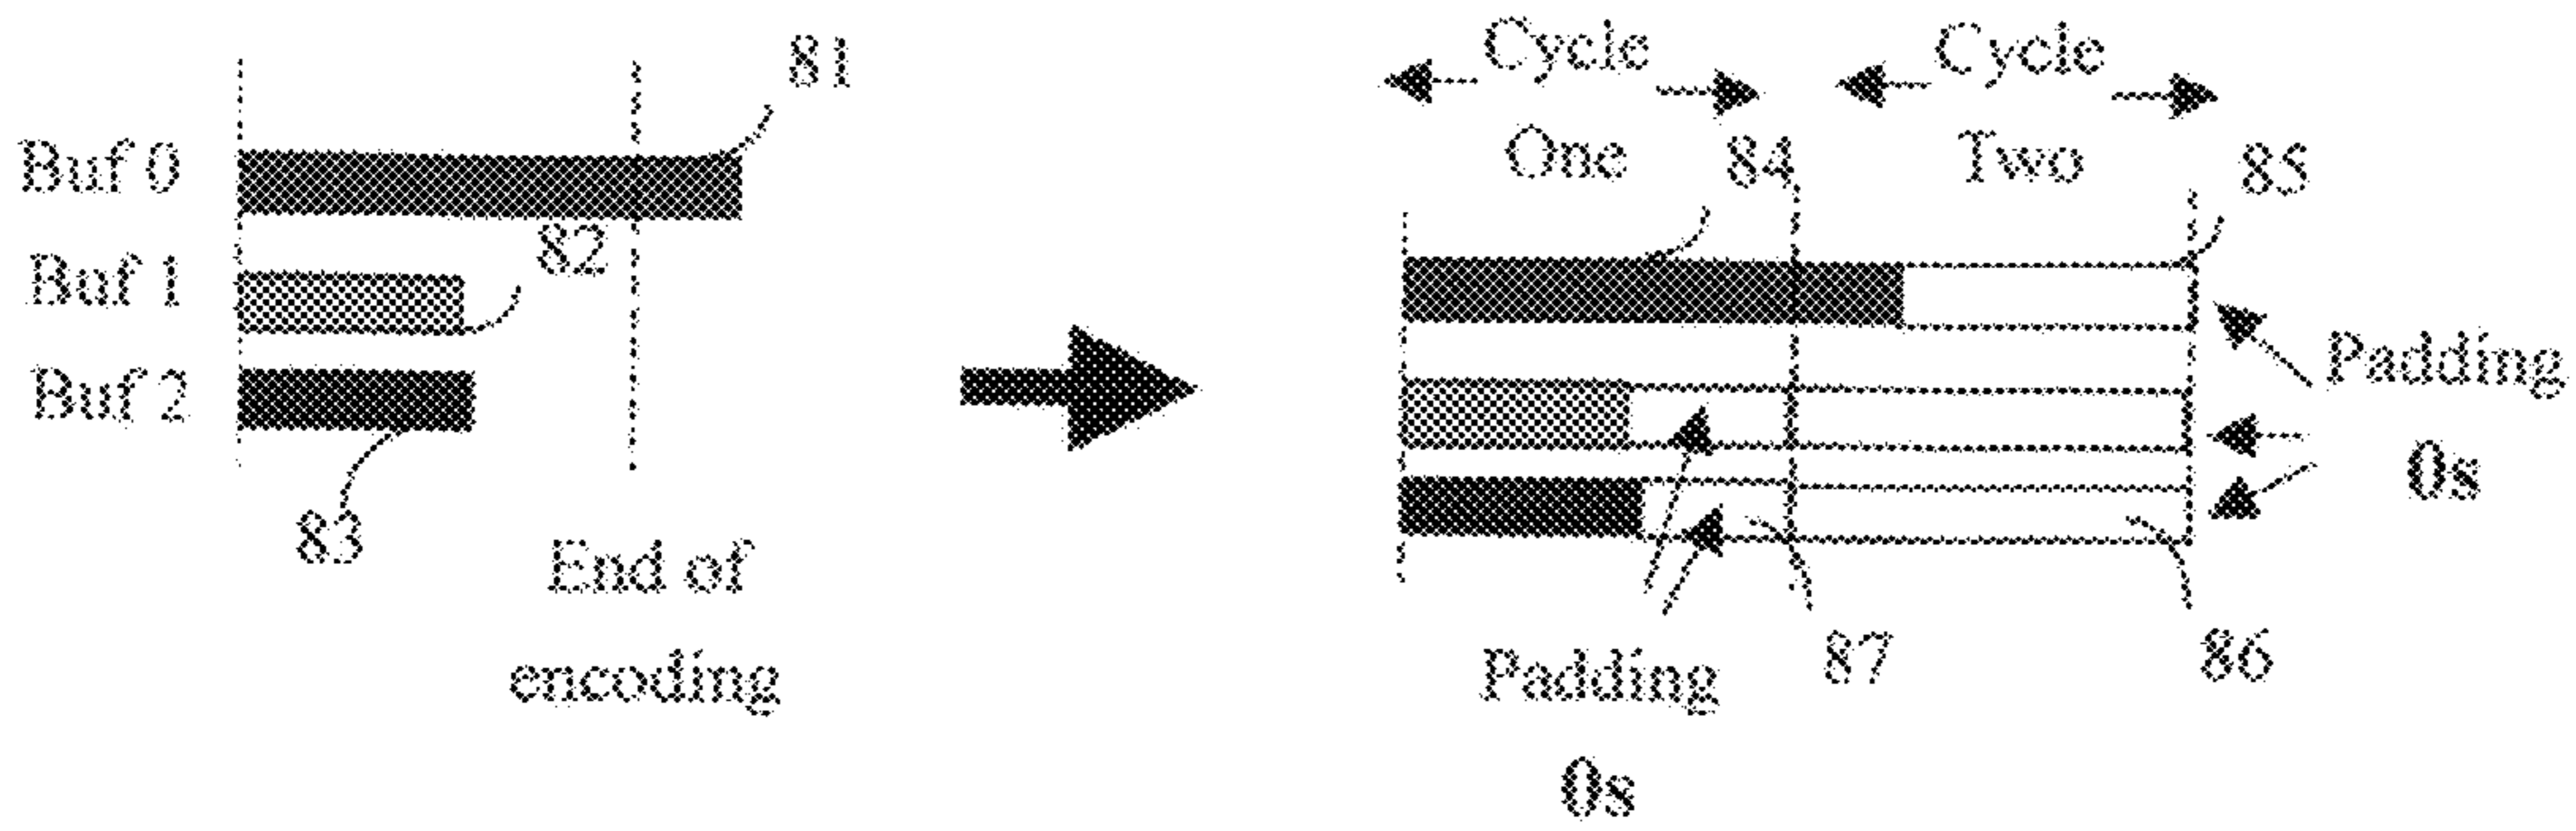 81
Buf 0
82
Buf 1
Buf 2
83
End of
encoding
Cycle
One
Cycle
Two
84
85
Padding
0s
Padding
0s
87
86